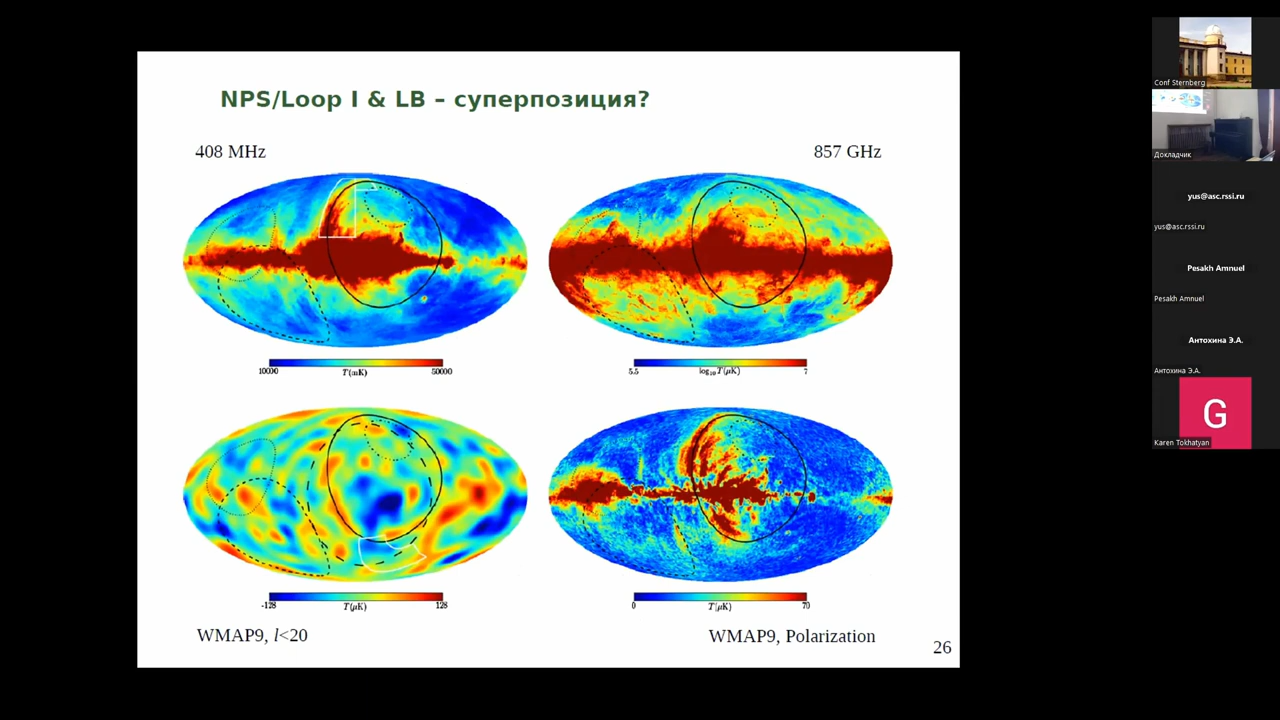 NPS/Loop I & LB – суперпозиция?
408 MHz
857 GHz
10000 T(mK) 50000
5.5 log₁₀T(μK) 7
-128 T(μK) 128
0 T(μK) 70
WMAP9, l<20
WMAP9, Polarization
26
Conf Sternberg
Докладчик
yus@asc.rssi.ru
yus@asc.rssi.ru
Pesakh Amnuel
Pesakh Amnuel
Антохина Э.А.
Антохина Э.А.
G
Karen Tokhatyan